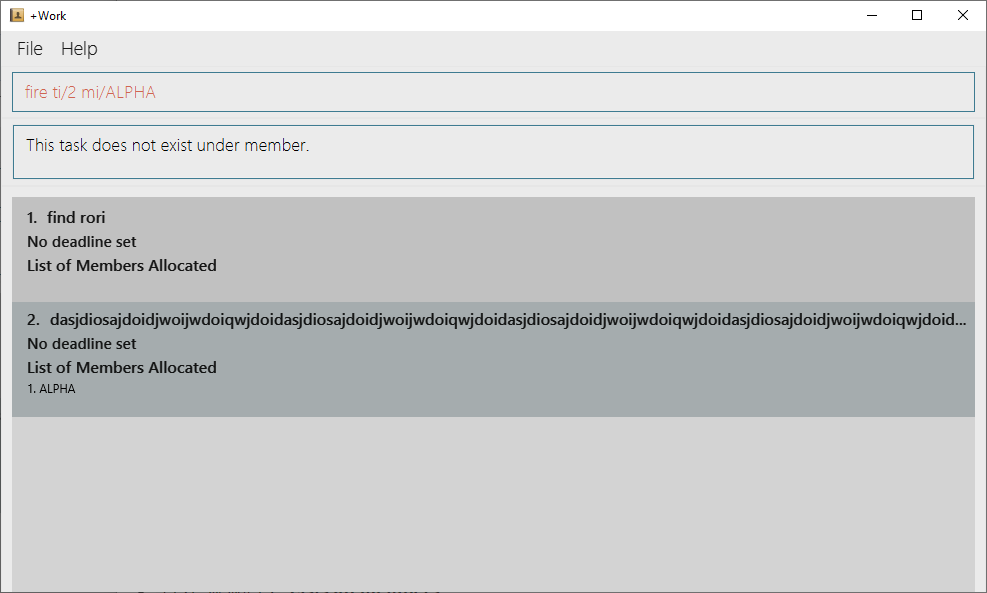 +Work
File Help
fire ti/2 mi/ALPHA
This task does not exist under member.
1. find rori
No deadline set
List of Members Allocated
2. dasjdiosajdoidjwoijwdoiqwjdoidasjdiosajdoidjwoijwdoiqwjdoidasjdiosajdoidjwoijwdoiqwjdoidasjdiosajdoidjwoijwdoiqwjdoid...
No deadline set
List of Members Allocated
1. ALPHA